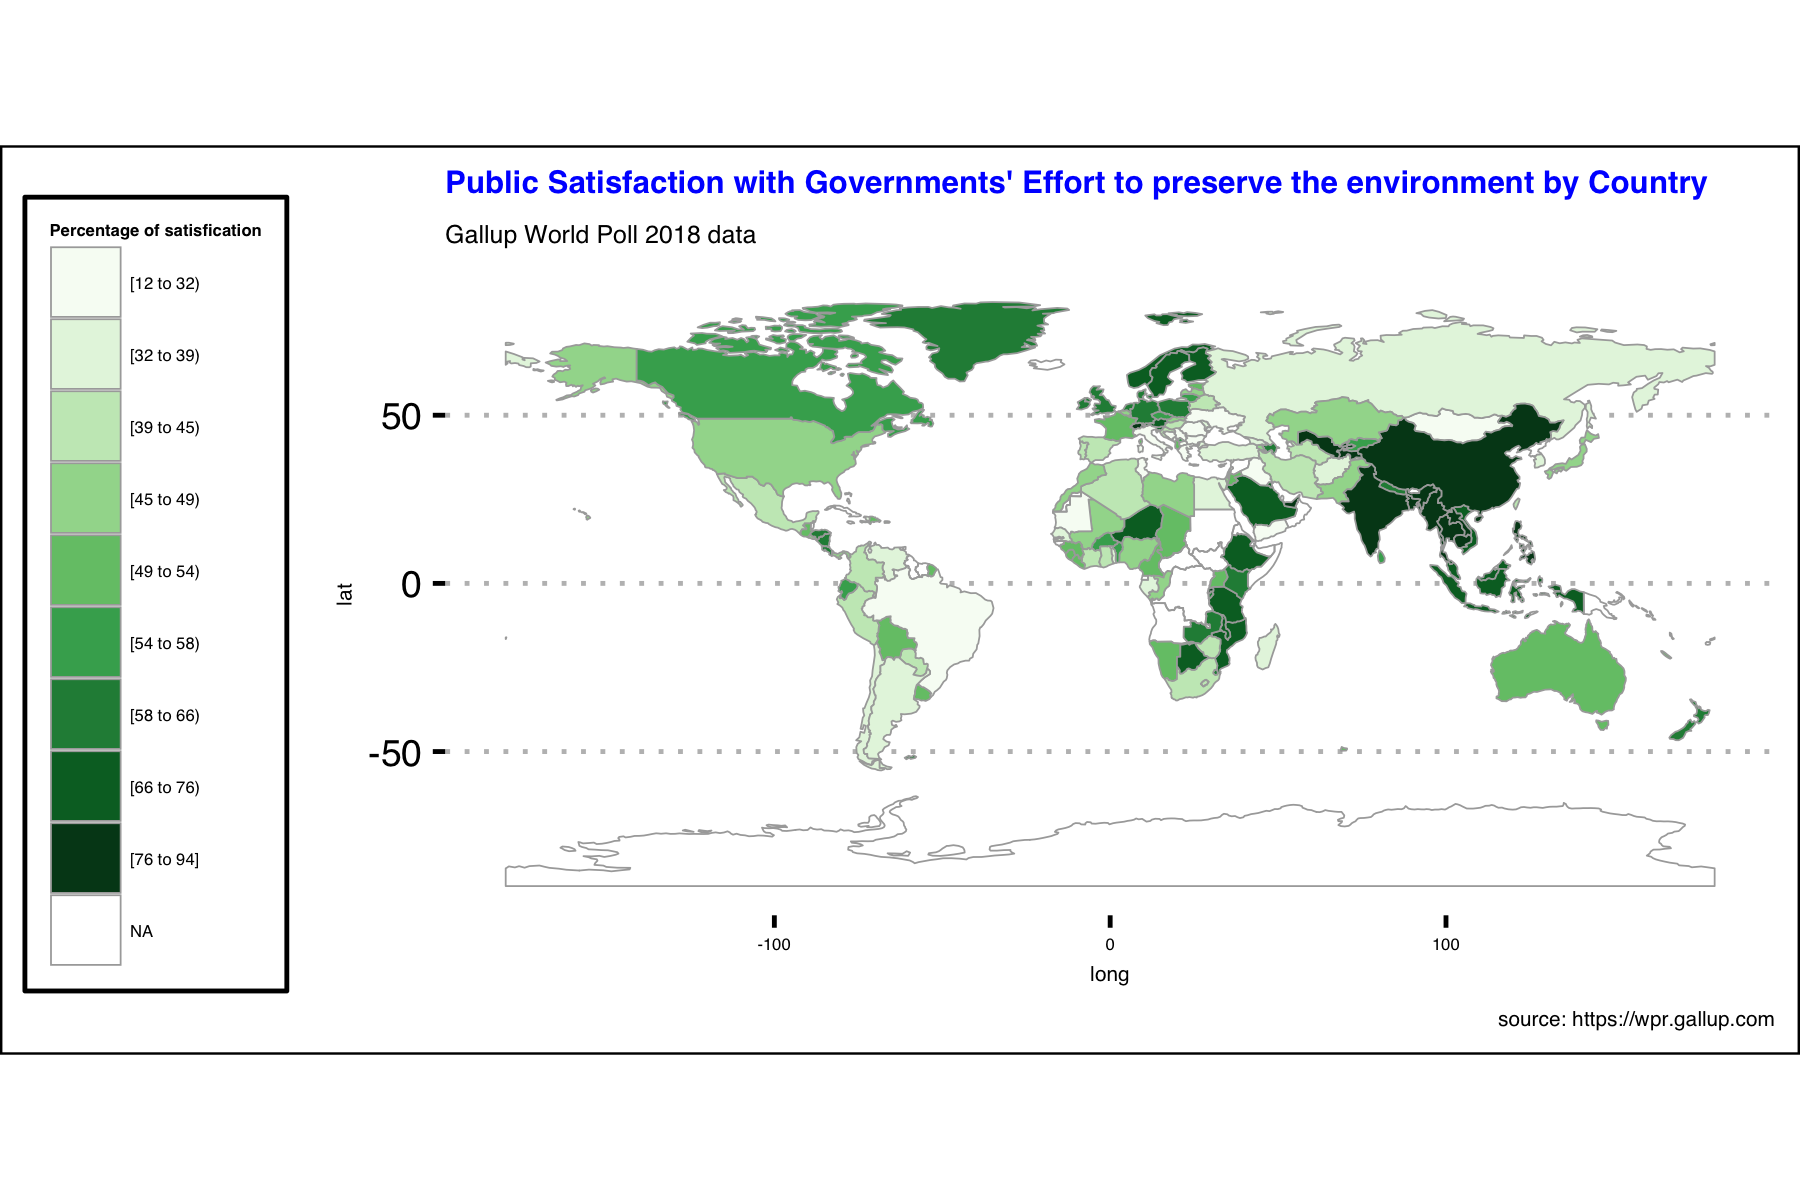 Public Satisfaction with Governments' Effort to preserve the environment by Country
Gallup World Poll 2018 data
Percentage of satisfication
[12 to 32)
[32 to 39)
[39 to 45)
[45 to 49)
[49 to 54)
[54 to 58)
[58 to 66)
[66 to 76)
[76 to 94]
NA
lat
50
0
-50
-100
0
100
long
source: https://wpr.gallup.com